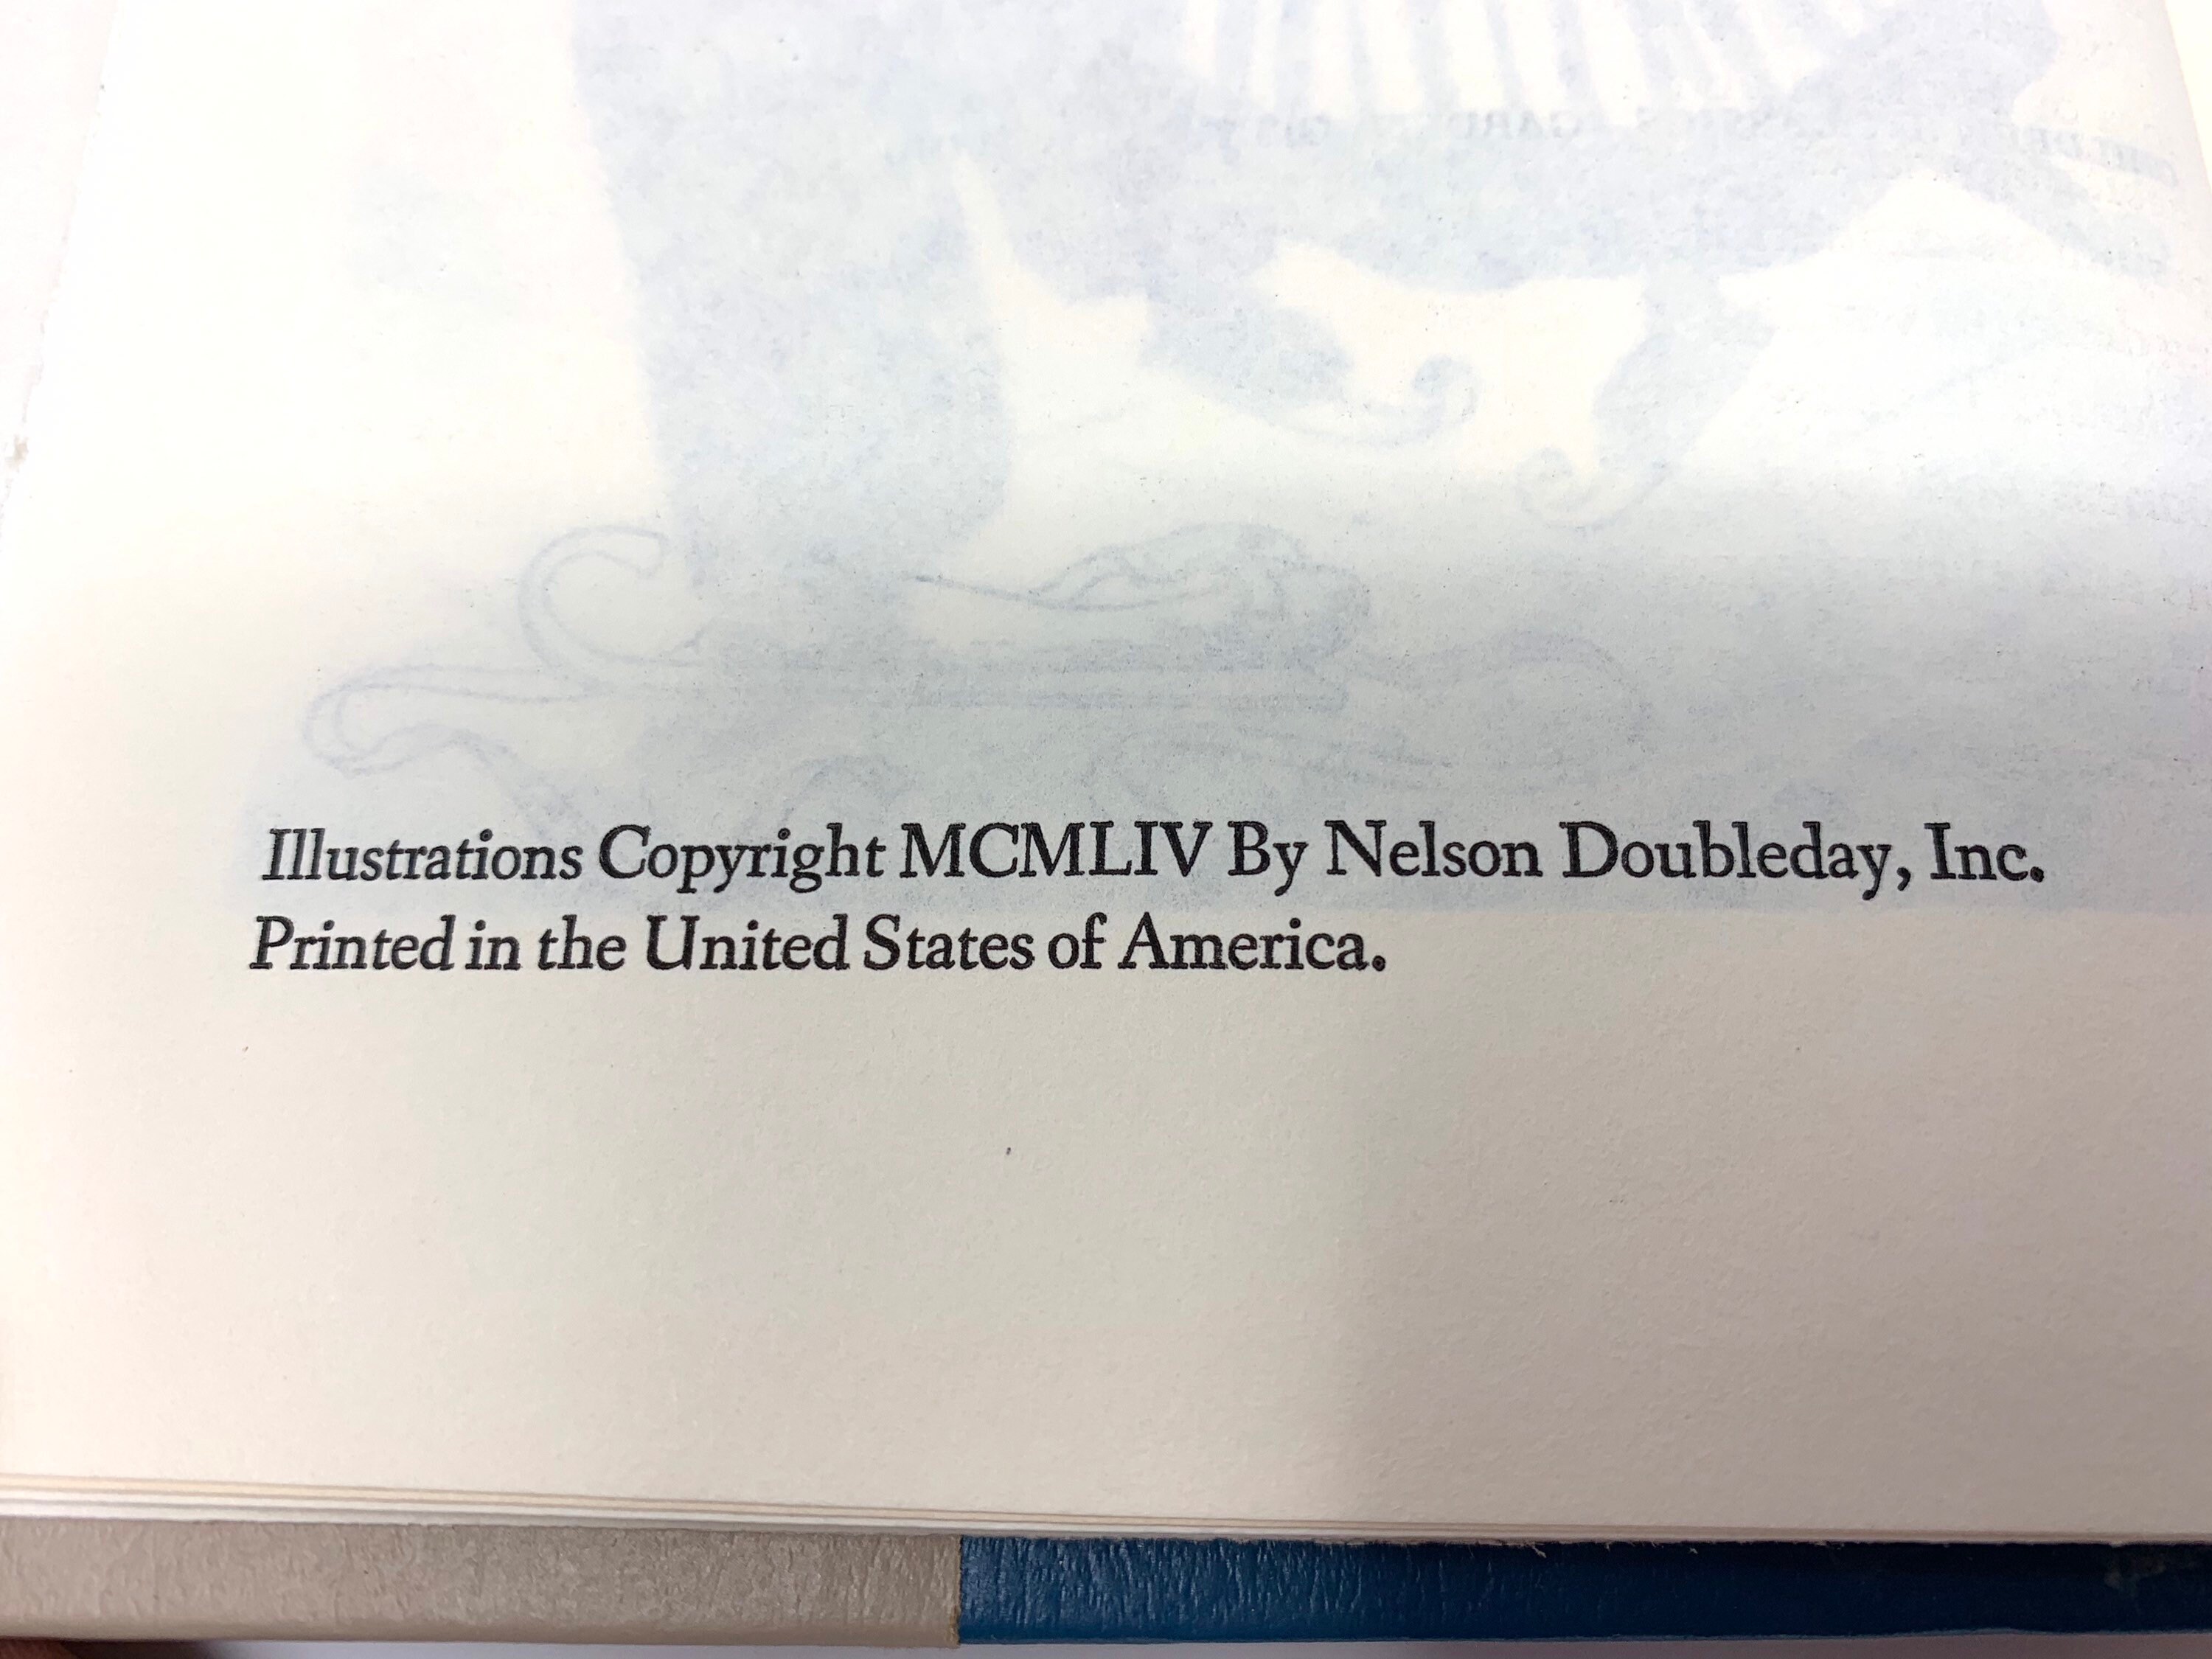 Illustrations Copyright MCMLIV By Nelson Doubleday, Inc.
Printed in the United States of America.